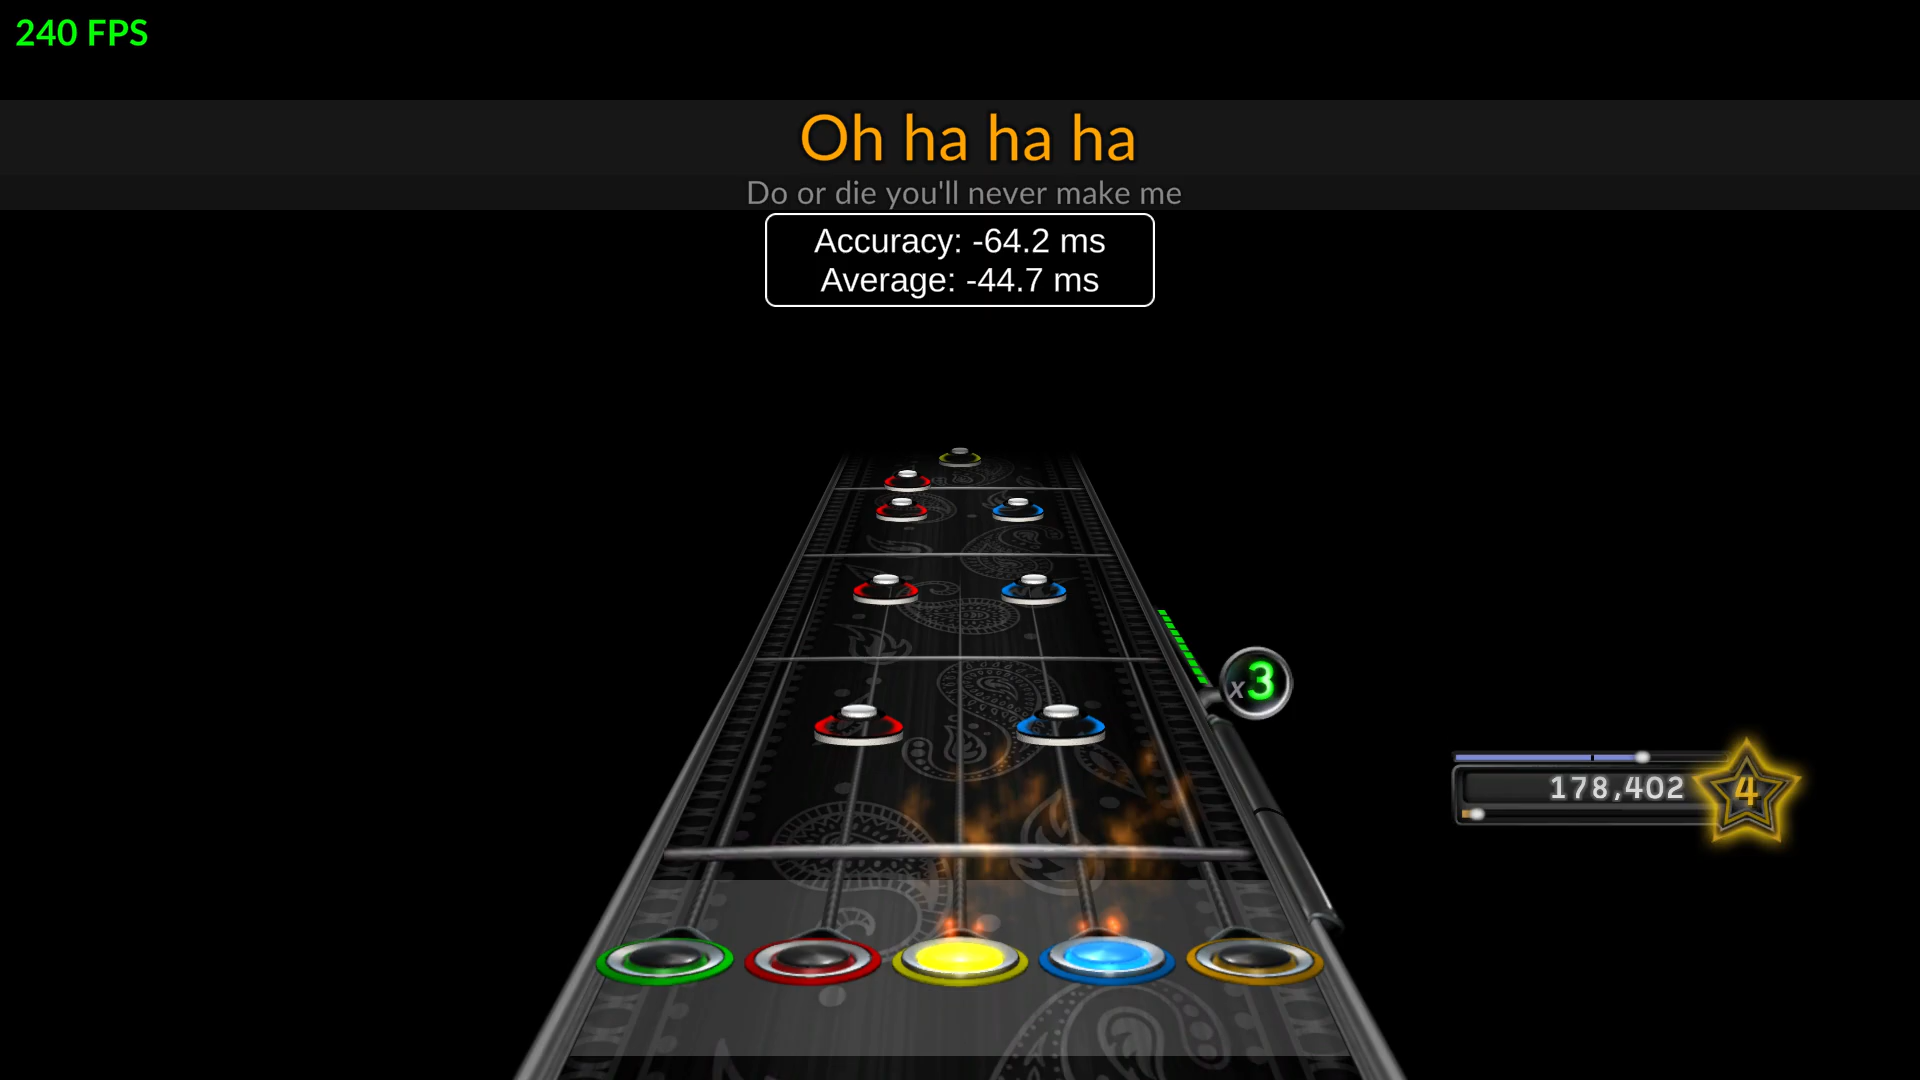 240 FPS
Oh ha ha ha
Do or die you'll never make me
Accuracy: -64.2 ms
Average: -44.7 ms
x3
178,402
4